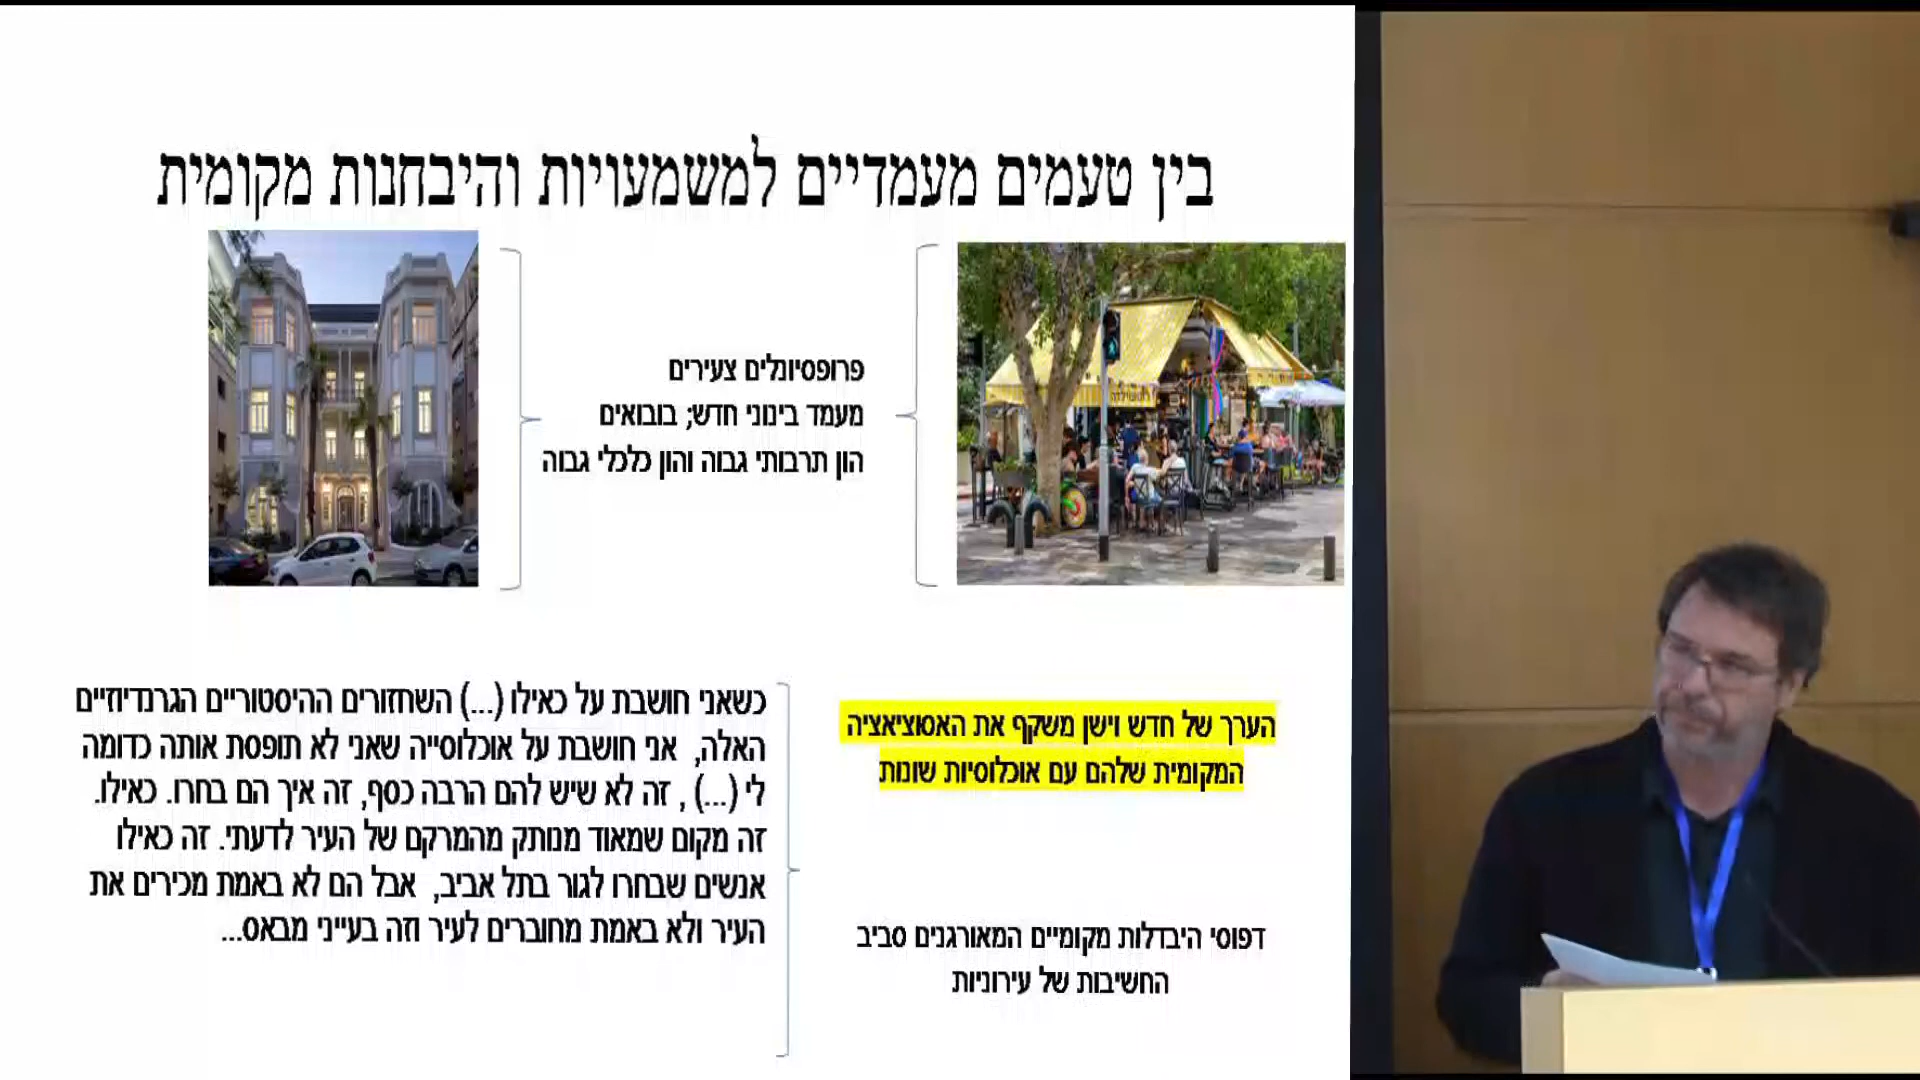 בין טעמים מעמדיים למשמעויות והיבחנות מקומית
פרופסיונלים צעירים
מעמד בינוני חדש; בובואים
הון תרבותי גבוה והון כלכלי גבוה
הערך של חדש וישן משקף את האסוציאציה
המקומית שלהם עם אוכלוסיות שונות
דפוסי היבדלות מקומיים המאורגנים סביב
החשיבות של עירוניות
כשאני חושבת על כאילו (...) השחזורים ההיסטוריים הגרנדיוזיים
האלה, אני חושבת על אוכלוסייה שאני לא תופסת אותה כדומה
לי (...) , זה לא שיש להם הרבה כסף, זה איך הם בחרו. כאילו.
זה מקום שמאוד מנותק מהמרקם של העיר לדעתי. זה כאילו
אנשים שבחרו לגור בתל אביב, אבל הם לא באמת מכירים את
העיר ולא באמת מחוברים לעיר וזה בעייני מבאס...